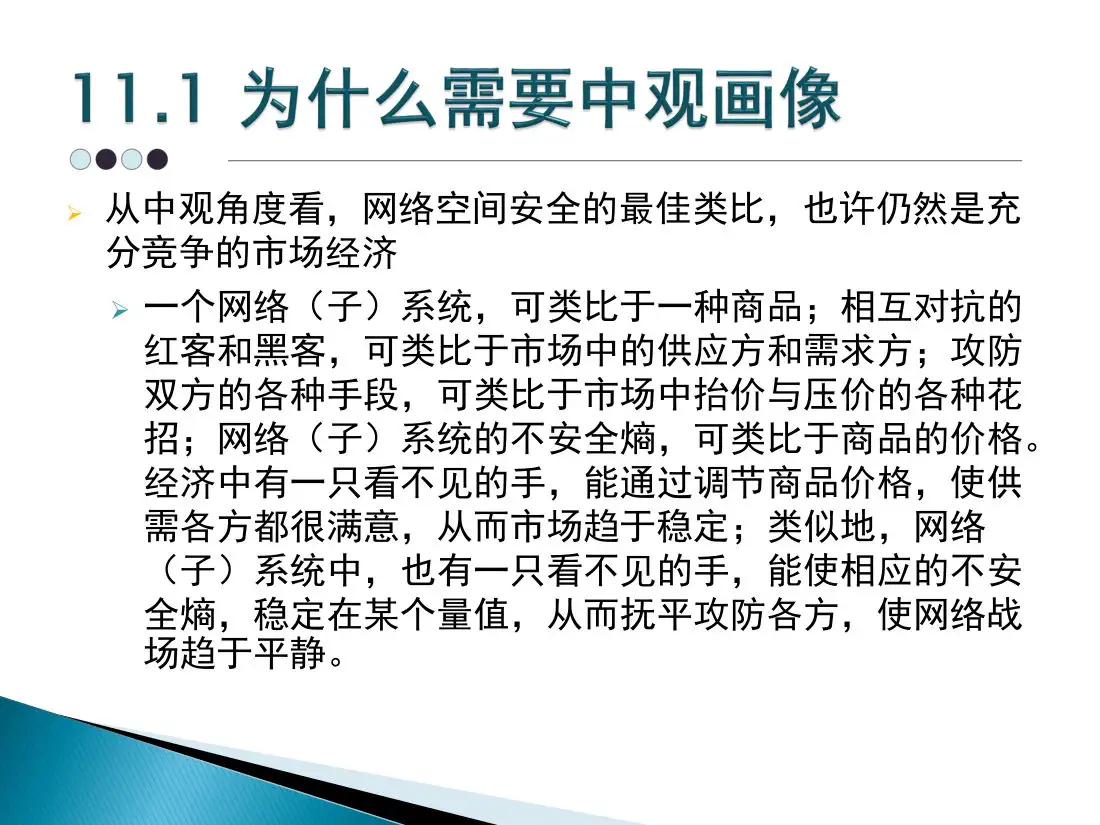 11.1 为什么需要中观画像
从中观角度看，网络空间安全的最佳类比，也许仍然是充
分竞争的市场经济
一个网络（子）系统，可类比于一种商品；相互对抗的
红客和黑客，可类比于市场中的供应方和需求方；攻防
双方的各种手段，可类比于市场中抬价与压价的各种花
招；网络（子）系统的不安全熵，可类比于商品的价格。
经济中有一只看不见的手，能通过调节商品价格，使供
需各方都很满意，从而市场趋于稳定；类似地，网络
（子）系统中，也有一只看不见的手，能使相应的不安
全熵，稳定在某个量值，从而抚平攻防各方，使网络战
场趋于平静。